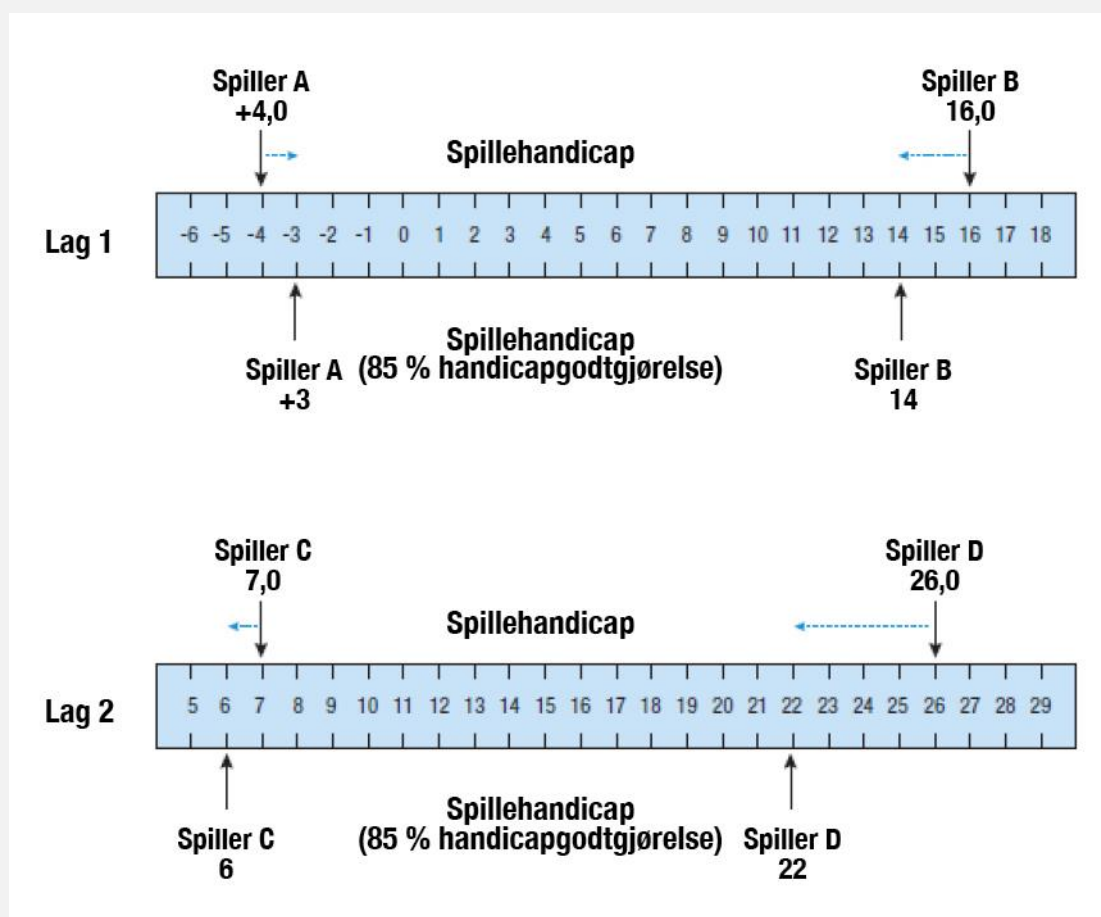 Spiller A
+4,0
Spiller B
16,0
Spillehandicap
Lag 1
-6 -5 -4 -3 -2 -1 0 1 2 3 4 5 6 7 8 9 10 11 12 13 14 15 16 17 18
Spillehandicap
(85 % handicapgodtgjørelse)
Spiller A
+3
Spiller B
14
Spiller C
7,0
Spiller D
26,0
Spillehandicap
Lag 2
5 6 7 8 9 10 11 12 13 14 15 16 17 18 19 20 21 22 23 24 25 26 27 28 29
Spillehandicap
(85 % handicapgodtgjørelse)
Spiller C
6
Spiller D
22